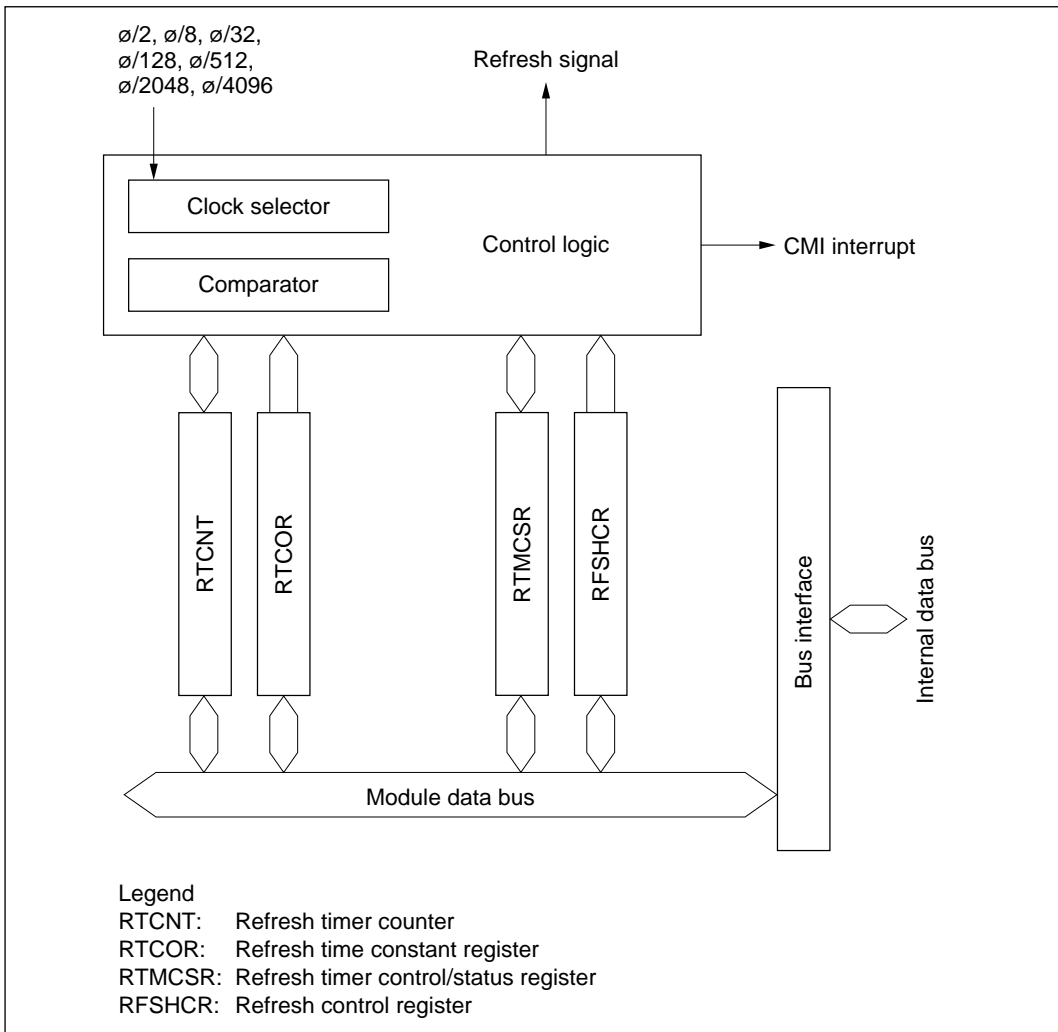 ø/2, ø/8, ø/32,
ø/128, ø/512,
ø/2048, ø/4096
Refresh signal
Clock selector
Comparator
Control logic
CMI interrupt
RTCNT
RTCOR
RTMCSR
RFSHCR
Bus interface
Internal data bus
Module data bus
Legend
RTCNT: Refresh timer counter
RTCOR: Refresh time constant register
RTMCSR: Refresh timer control/status register
RFSHCR: Refresh control register